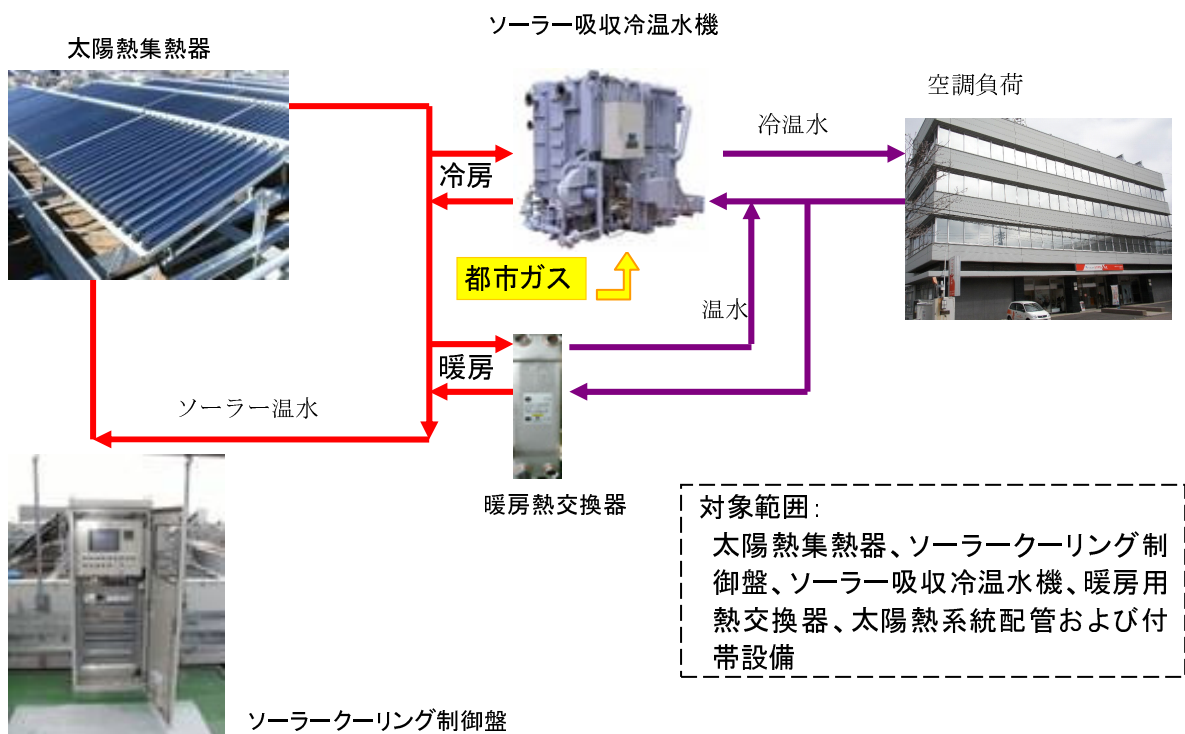 ソーラー吸収冷温水機
太陽熱集熱器
空調負荷
冷温水
冷房
都市ガス
温水
暖房
ソーラー温水
暖房熱交換器
対象範囲:
太陽熱集熱器、ソーラークーリング制
御盤、ソーラー吸収冷温水機、暖房用
熱交換器、太陽熱系統配管および付
帯設備
ソーラークーリング制御盤